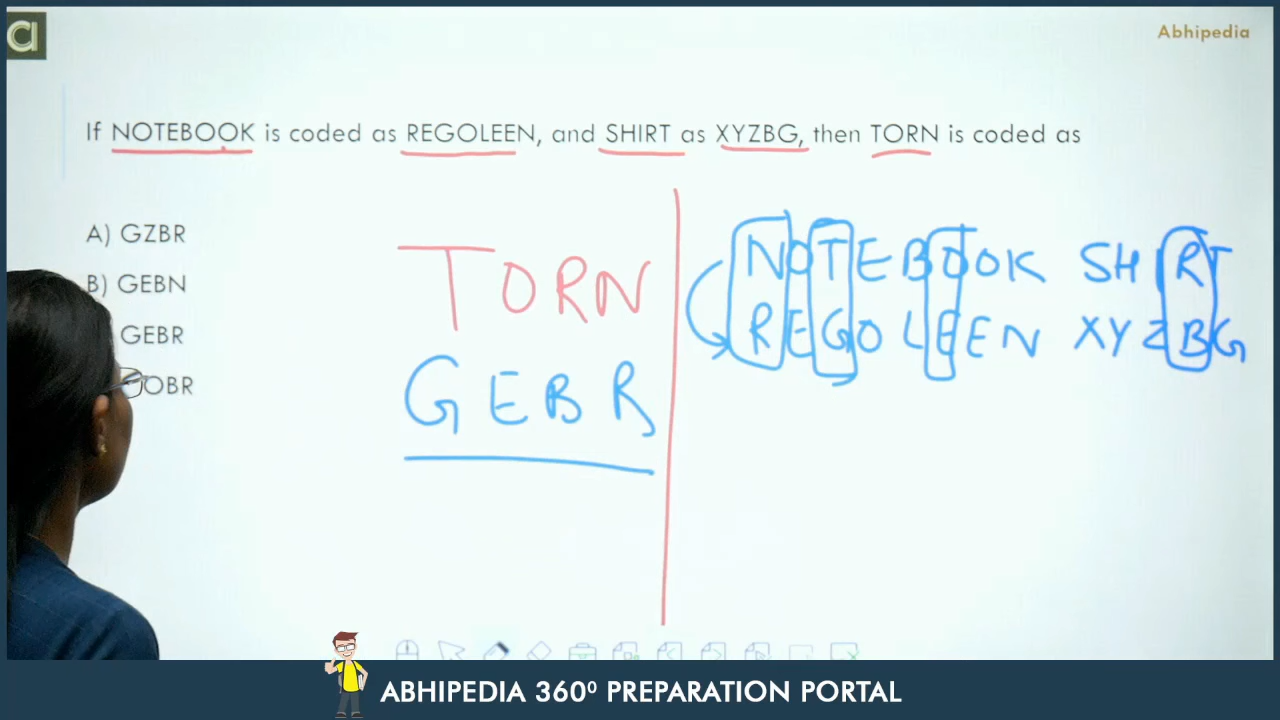 a
Abhipedia
If NOTEBOOK is coded as REGOLEEN, and SHIRT as XYZBG, then TORN is coded as
A) GZBR
B) GEBN
GEBR
OBR
TORN
GEBR
NOTEBOOK SHIRT
REGOLEEN XYZBG
ABHIPEDIA 360⁰ PREPARATION PORTAL